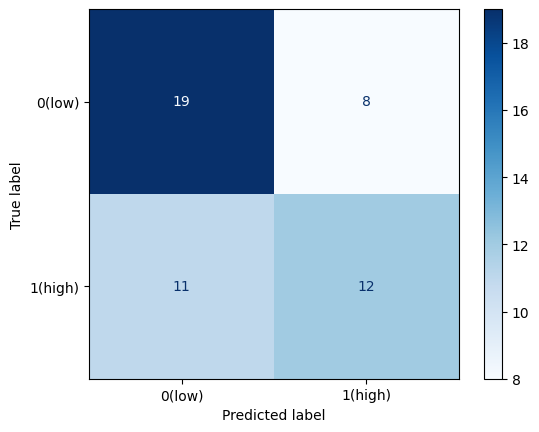 18
0(low)
19
8
16
14
True label
12
1(high)
11
12
10
8
0(low)
1(high)
Predicted label